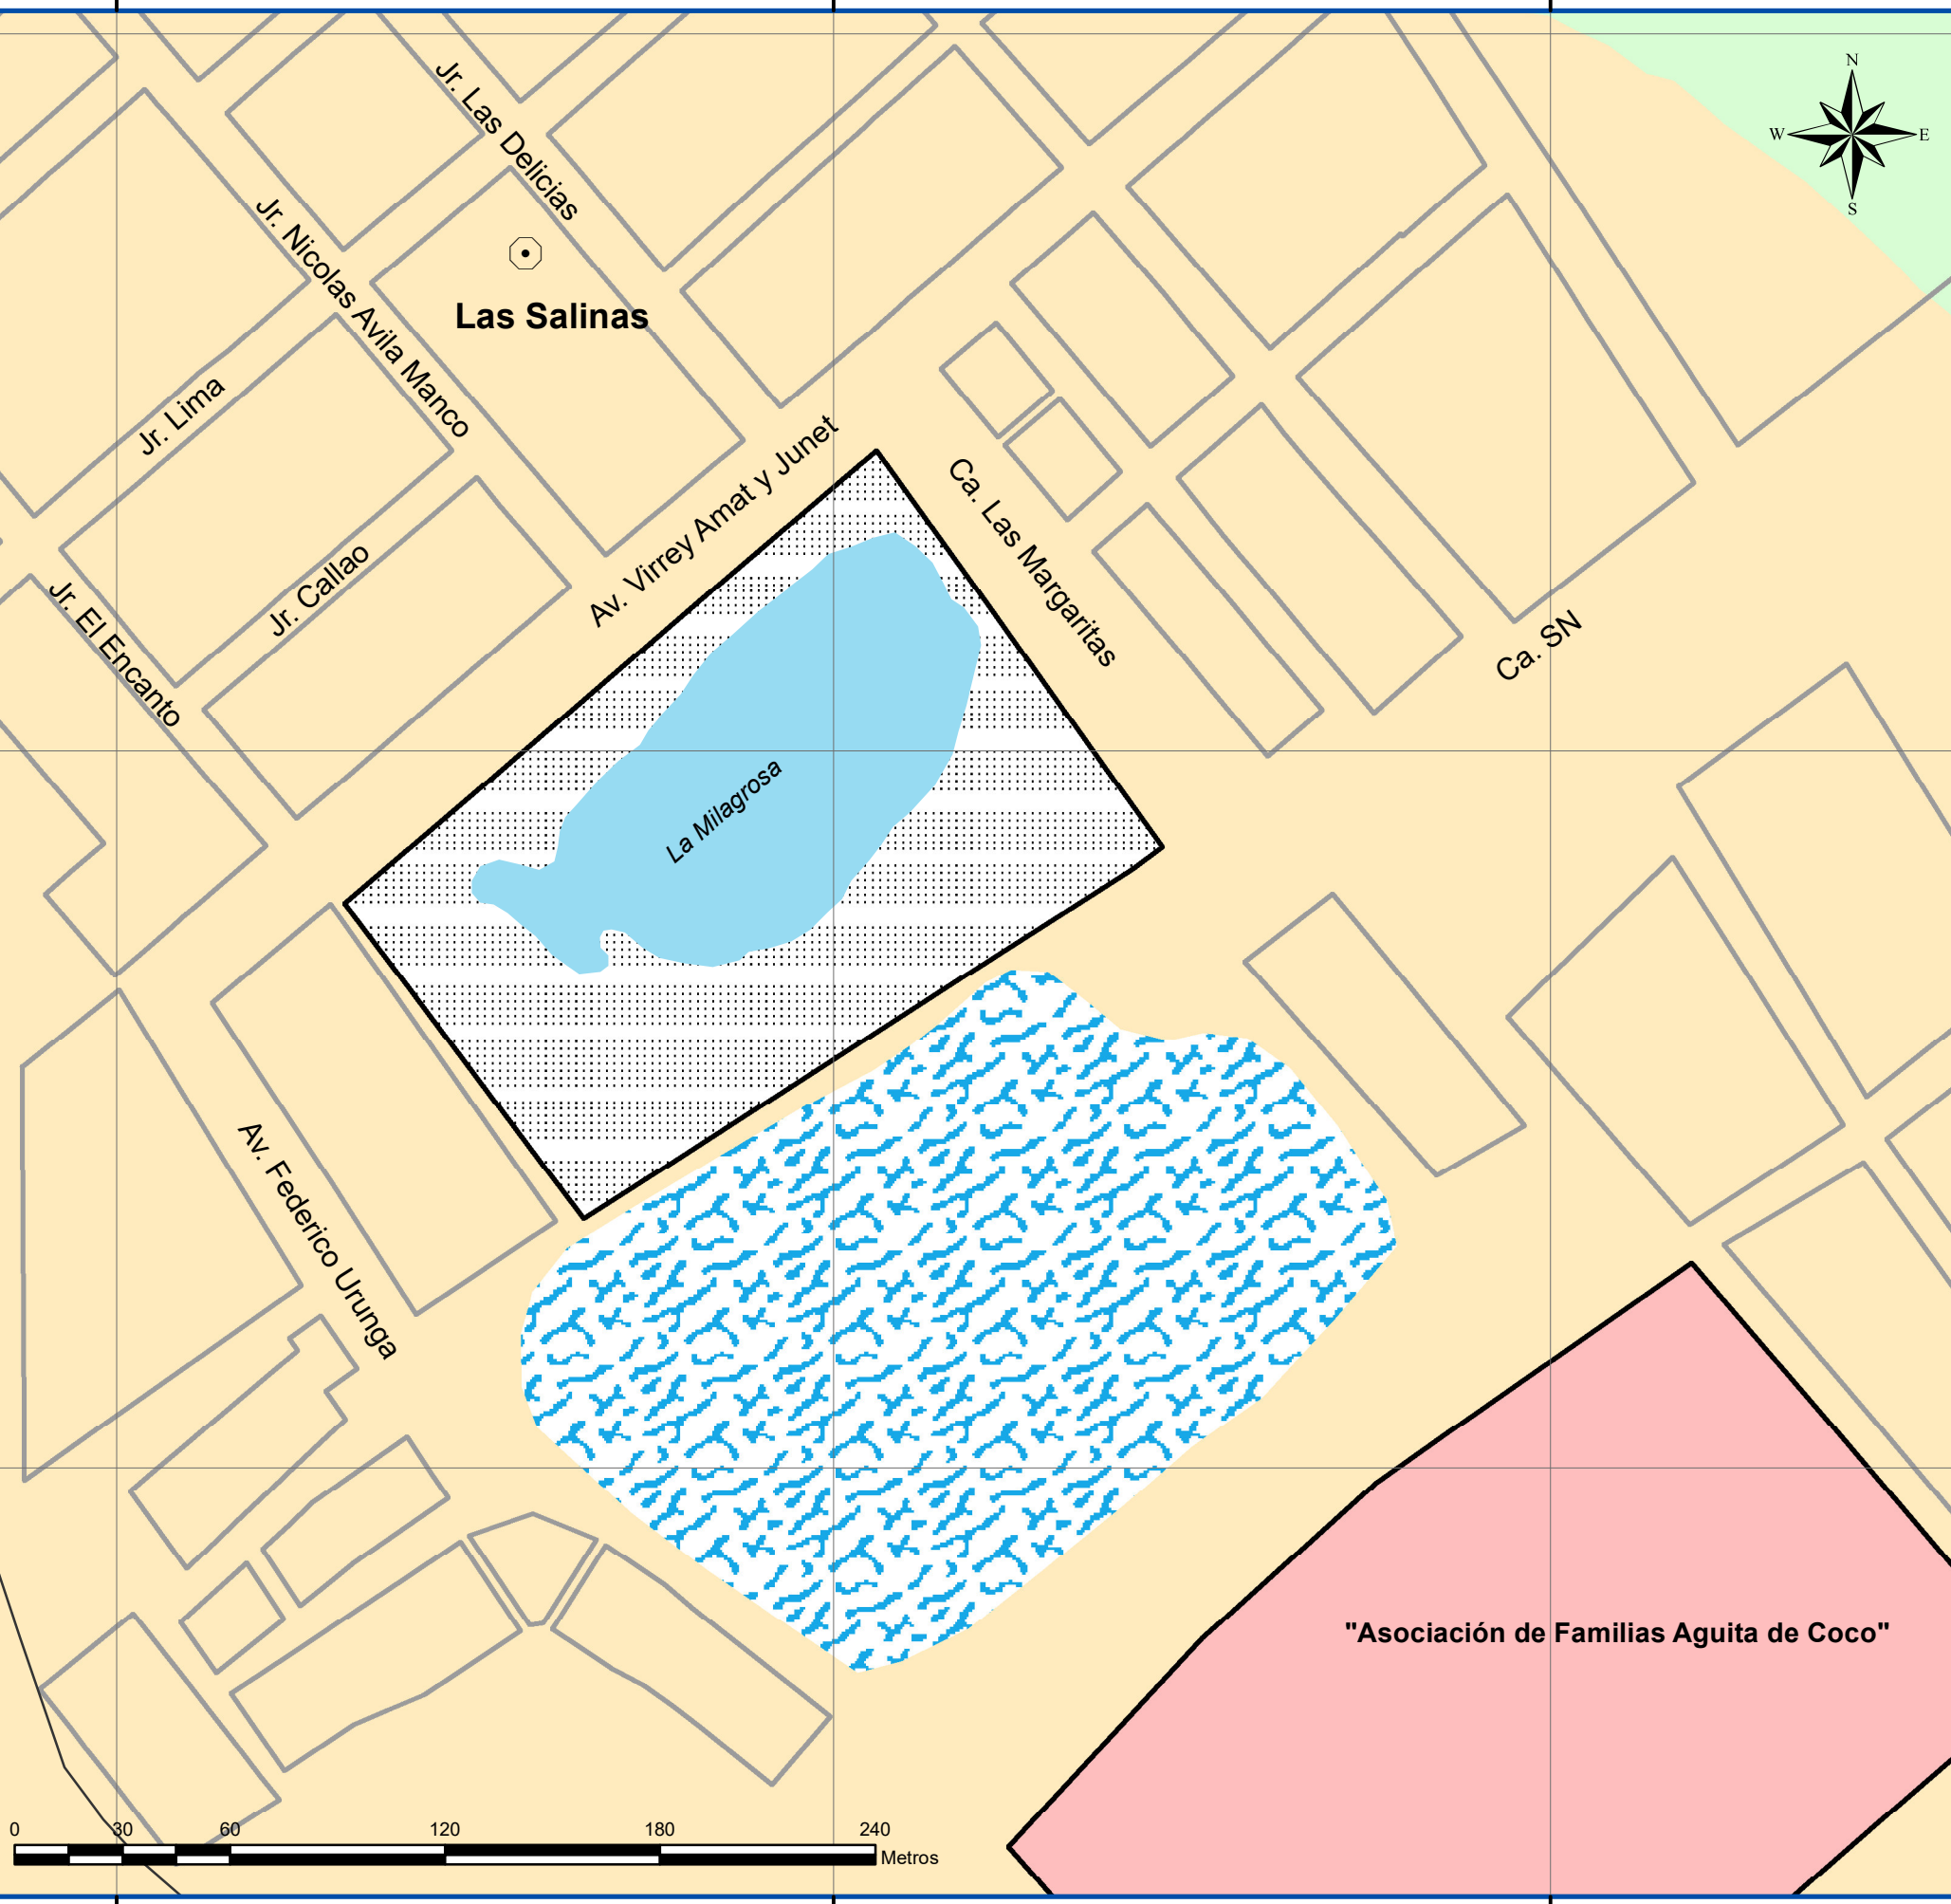 N
W E
S
Jr. Las Delicias
Jr. Nicolas Avila Manco
Las Salinas
Jr. Lima
Av. Virrey Amat y Junet
Ca. Las Margaritas
Jr. Callao
Jr. El Encanto
Ca. SN
La Milagrosa
Av. Federico Urunga
"Asociación de Familias Aguita de Coco"
0 30 60 120 180 240
Metros